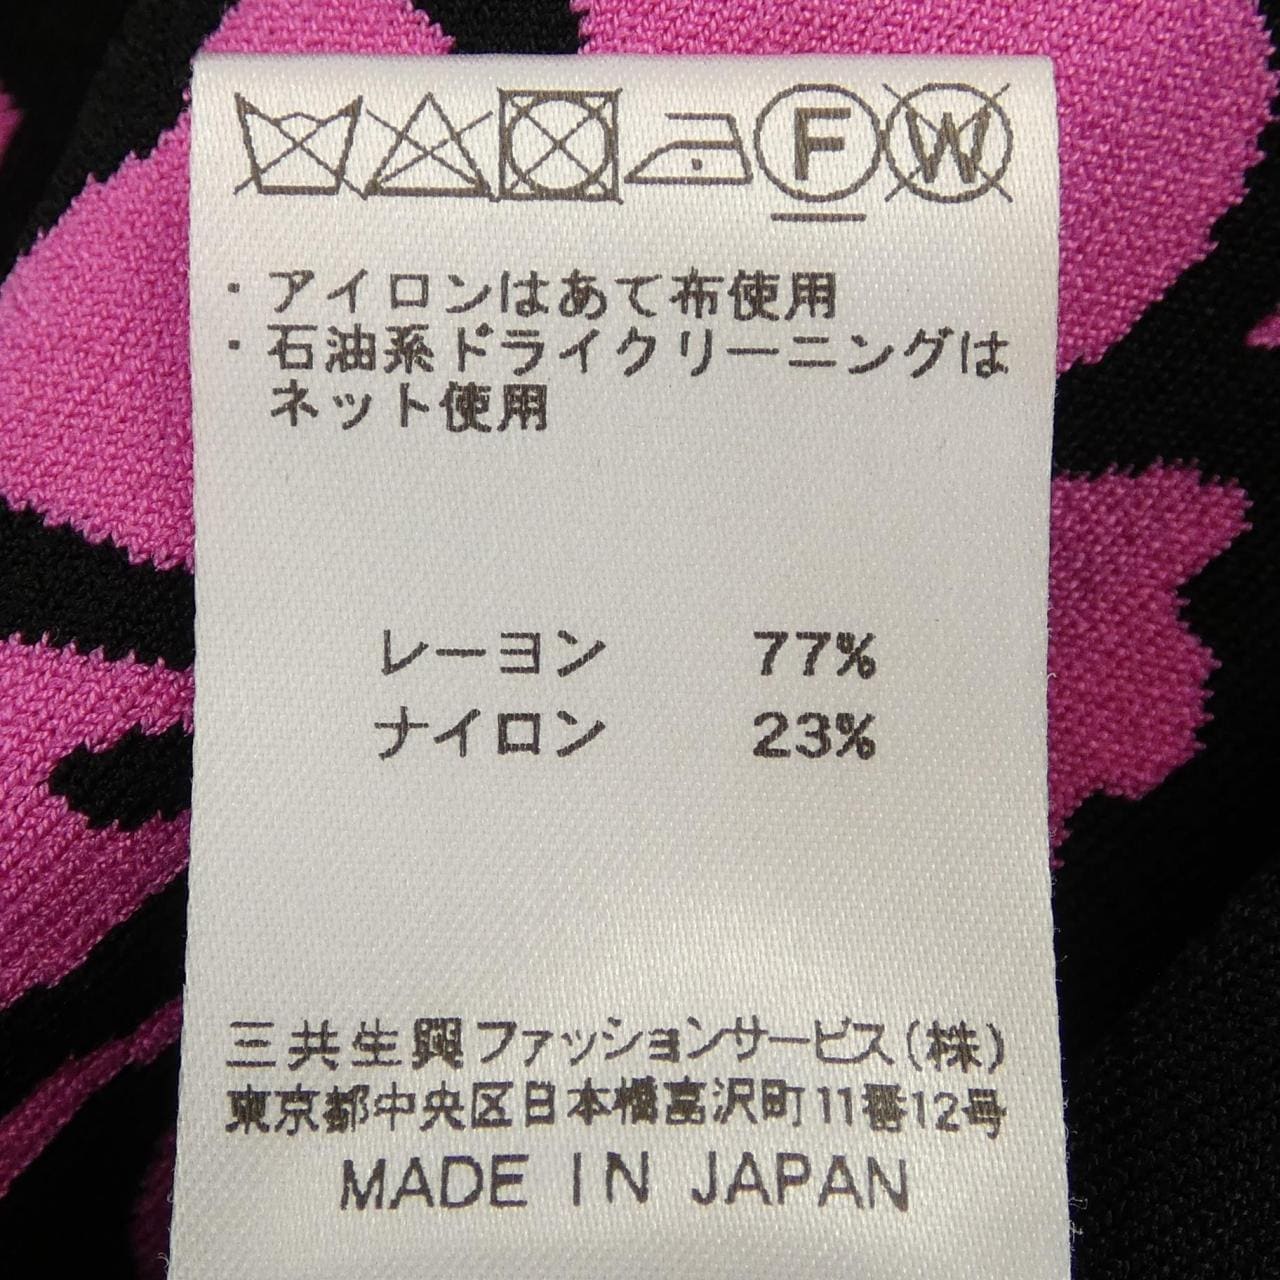 F W
・アイロンはあて布使用
・石油系ドライクリーニングは
ネット使用
レーヨン 77%
ナイロン 23%
三共生興ファッションサービス(株)
東京都中央区日本橋富沢町11番12号
MADE IN JAPAN